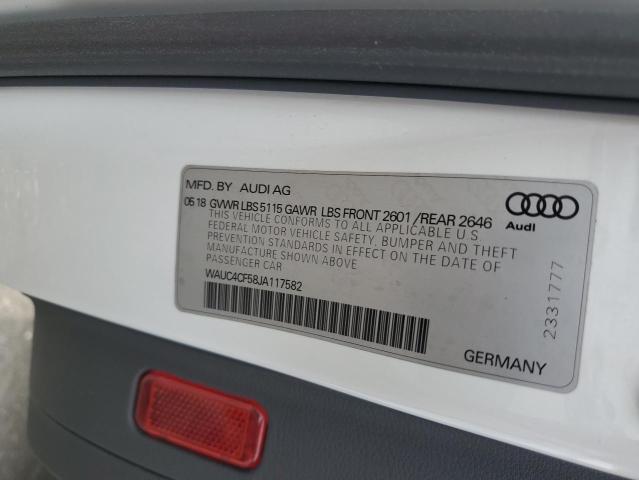 MFD. BY AUDI AG
05 18 GVWR LBS 5115 GAWR LBS FRONT 2601 /REAR 2646
THIS VEHICLE CONFORMS TO ALL APPLICABLE U.S
FEDERAL MOTOR VEHICLE SAFETY, BUMPER AND THEFT
PREVENTION STANDARDS IN EFFECT ON THE DATE OF
MANUFACTURE SHOWN ABOVE
PASSENGER CAR
WAUC4CF58JA117582
Audi
2331777
GERMANY